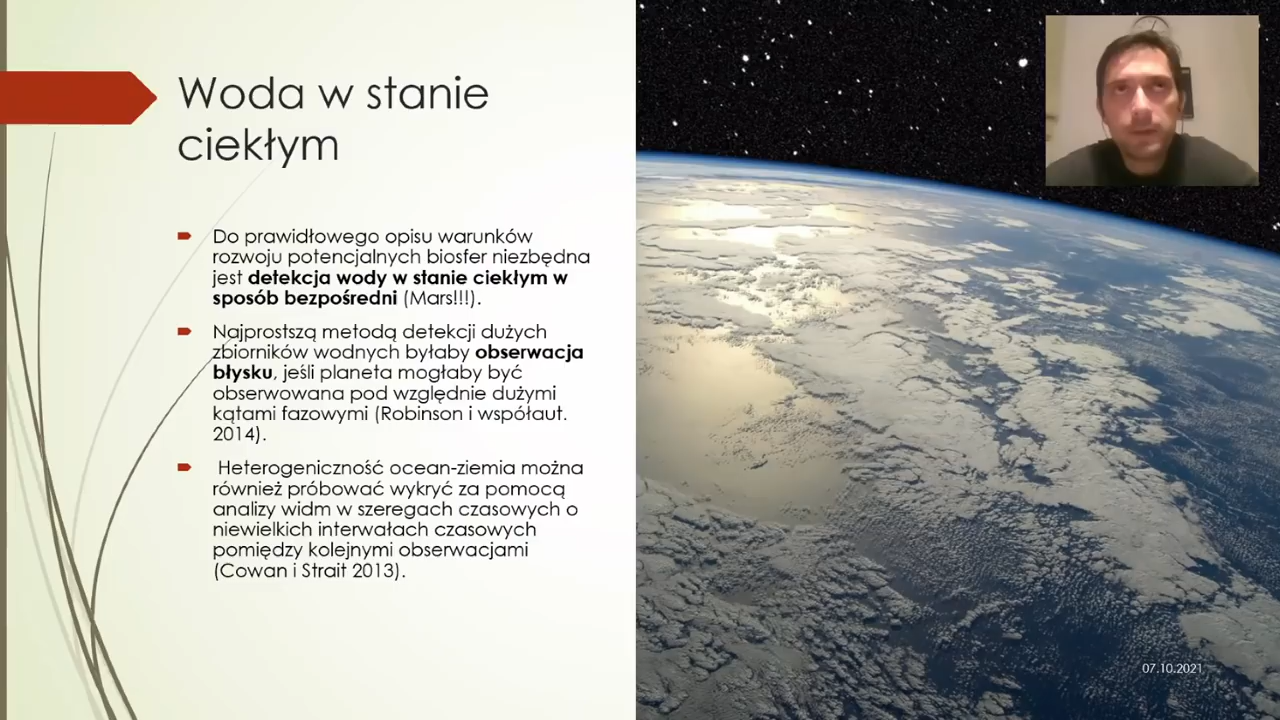 Woda w stanie
ciekłym
Do prawidłowego opisu warunków
rozwoju potencjalnych biosfer niezbędna
jest detekcja wody w stanie ciekłym w
sposób bezpośredni (Mars!!!).
Najprostszą metodą detekcji dużych
zbiorników wodnych byłaby obserwacja
błysku, jeśli planeta mogłaby być
obserwowana pod względnie dużymi
kątami fazowymi (Robinson i współaut.
2014).
Heterogeniczność ocean-ziemia można
również próbować wykryć za pomocą
analizy widm w szeregach czasowych o
niewielkich interwałach czasowych
pomiędzy kolejnymi obserwacjami
(Cowan i Strait 2013).
07.10.2021